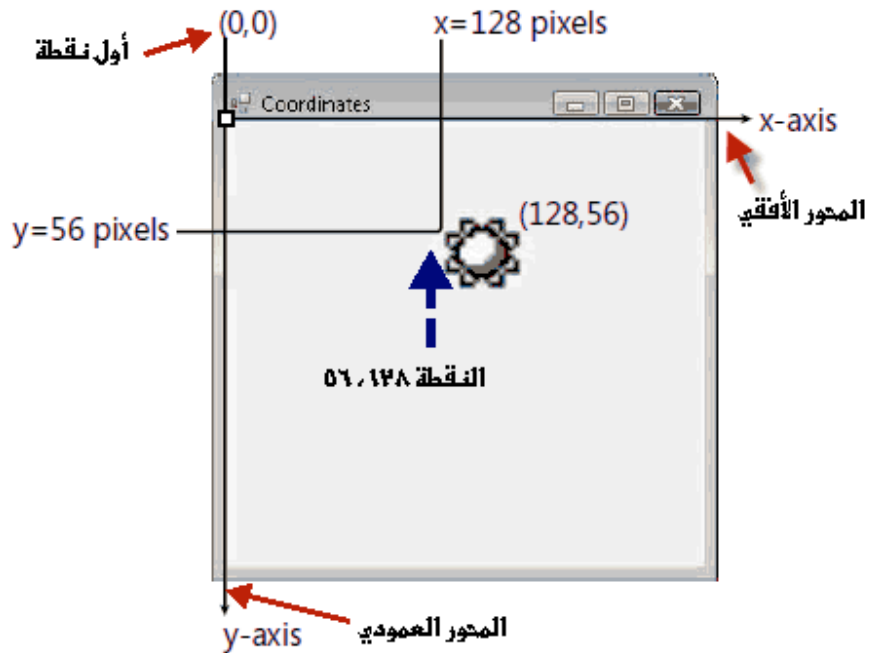 (0,0)
x=128 pixels
أول نقطة
Coordinates
x-axis
المحور الأفقي
(128,56)
y=56 pixels
النقطة ١٢٨، ٥٦
المحور العمودي
y-axis